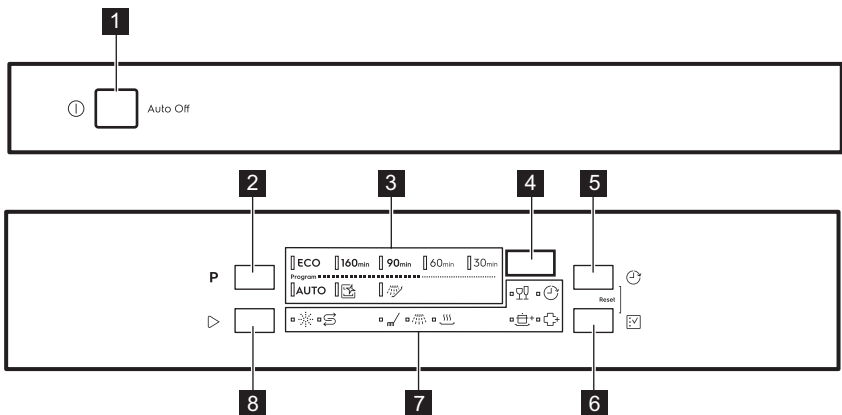 1
Auto Off
2 3 4 5
P ECO 160min 90min 60min 30min
Program
AUTO
Reset
8 7 6